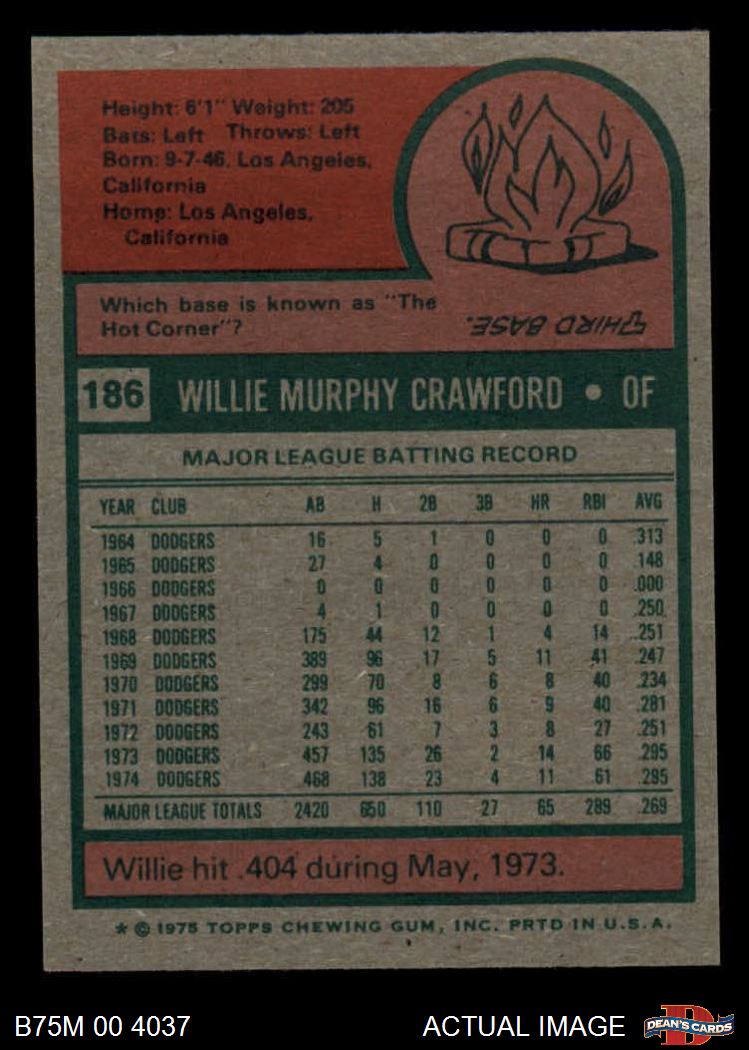 Height: 6'1" Weight: 205
Bats: Left Throws: Left
Born: 9-7-46, Los Angeles,
California
Home: Los Angeles,
California
Which base is known as "The
Hot Corner"?
THIRD BASE.
186 WILLIE MURPHY CRAWFORD • OF
MAJOR LEAGUE BATTING RECORD
YEAR CLUB AB H 2B 3B HR RBI AVG
1964 DODGERS 16 5 1 0 0 0 .313
1965 DODGERS 27 4 0 0 0 0 .148
1966 DODGERS 0 0 0 0 0 0 .000
1967 DODGERS 4 1 0 0 0 0 .250
1968 DODGERS 175 44 12 1 4 14 .251
1969 DODGERS 389 96 17 5 11 41 .247
1970 DODGERS 299 70 8 6 8 40 .234
1971 DODGERS 342 96 16 6 9 40 .281
1972 DODGERS 243 61 7 3 8 27 .251
1973 DODGERS 457 135 26 2 14 66 .295
1974 DODGERS 468 138 23 4 11 61 .295
MAJOR LEAGUE TOTALS 2420 650 110 27 65 289 .269
Willie hit .404 during May, 1973.
* © 1975 TOPPS CHEWING GUM, INC. PRTD IN U.S.A.
B75M 00 4037
ACTUAL IMAGE
D
DEAN'S CARDS